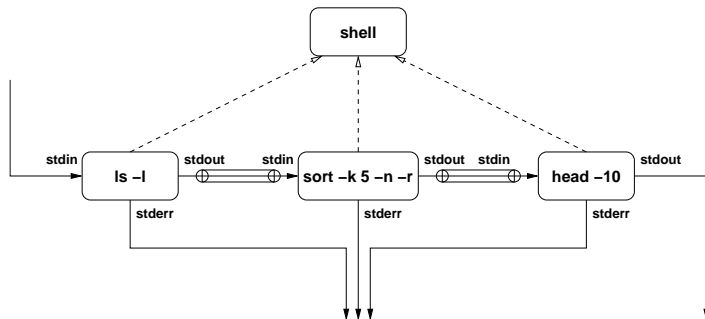 shell
stdin
ls −l
stdout
stdin
sort −k 5 −n −r
stdout
stdin
head −10
stdout
stderr
stderr
stderr